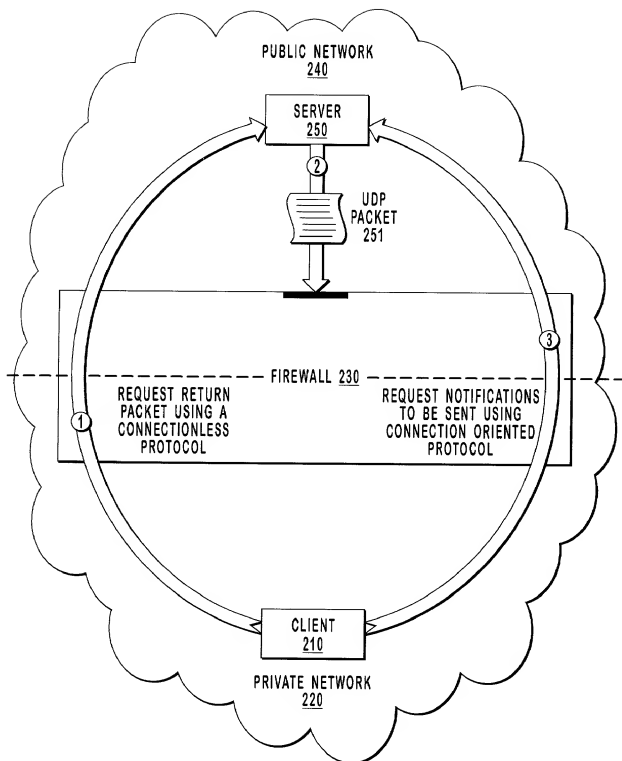 PUBLIC NETWORK
240
SERVER
250
2
UDP
PACKET
251
3
FIREWALL 230
REQUEST RETURN
PACKET USING A
CONNECTIONLESS
PROTOCOL
REQUEST NOTIFICATIONS
TO BE SENT USING
CONNECTION ORIENTED
PROTOCOL
1
CLIENT
210
PRIVATE NETWORK
220